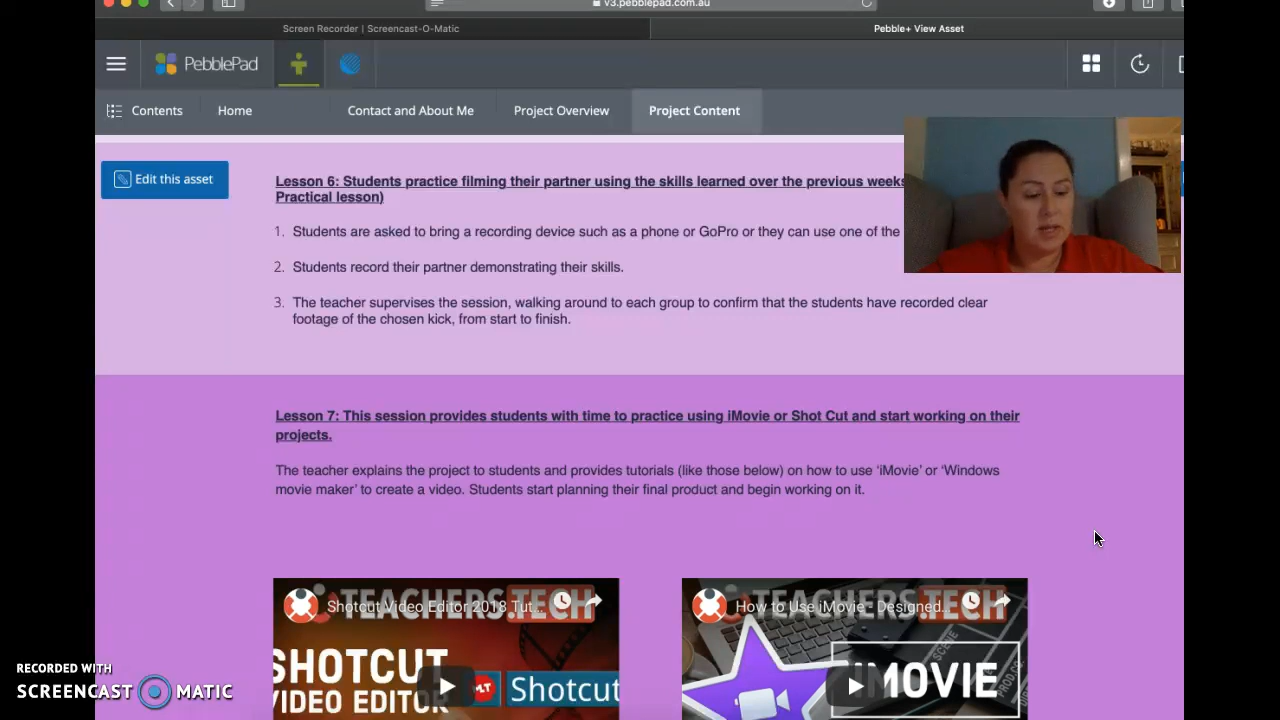 v3.pebblepad.com.au
Screen Recorder | Screencast-O-Matic
Pebble+ View Asset
PebblePad
Contents
Home
Contact and About Me
Project Overview
Project Content
Edit this asset
Lesson 6: Students practice filming their partner using the skills learned over the previous weeks
Practical lesson)
1. Students are asked to bring a recording device such as a phone or GoPro or they can use one of the
2. Students record their partner demonstrating their skills.
3. The teacher supervises the session, walking around to each group to confirm that the students have recorded clear
footage of the chosen kick, from start to finish.
Lesson 7: This session provides students with time to practice using iMovie or Shot Cut and start working on their
projects.
The teacher explains the project to students and provides tutorials (like those below) on how to use ‘iMovie’ or ‘Windows
movie maker’ to create a video. Students start planning their final product and begin working on it.
TEACHERS.TECH
Shotcut Video Editor 2018 Tut...
SHOTCUT
VIDEO EDITOR
Shotcut
TEACHERS.TECH
How to Use iMovie - Designed...
iMOVIE
RECORDED WITH
SCREENCAST MATIC